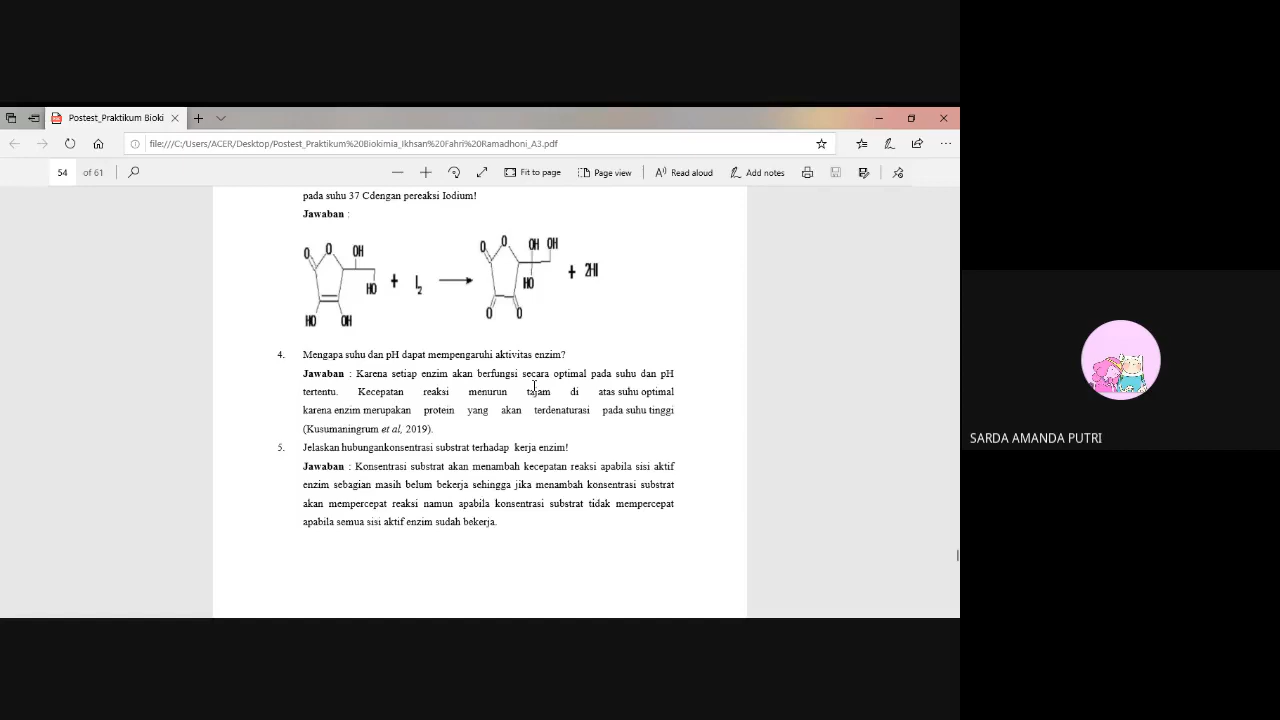 Postest_Praktikum Bioki
file:///C:/Users/ACER/Desktop/Postest_Praktikum%20Biokimia_Ikhsan%20Fahri%20Ramadhoni_A3.pdf
54 of 61 Fit to page Page view Read aloud Add notes
pada suhu 37 Cdengan pereaksi Iodium!
Jawaban :
O O OH HO HO OH + I2 O O OH OH HO O O + 2HI
4. Mengapa suhu dan pH dapat mempengaruhi aktivitas enzim?
Jawaban : Karena setiap enzim akan berfungsi secara optimal pada suhu dan pH
tertentu. Kecepatan reaksi menurun tajam di atas suhu optimal
karena enzim merupakan protein yang akan terdenaturasi pada suhu tinggi
(Kusumaningrum et al, 2019).
5. Jelaskan hubungankonsentrasi substrat terhadap kerja enzim!
Jawaban : Konsentrasi substrat akan menambah kecepatan reaksi apabila sisi aktif
enzim sebagian masih belum bekerja sehingga jika menambah konsentrasi substrat
akan mempercepat reaksi namun apabila konsentrasi substrat tidak mempercepat
apabila semua sisi aktif enzim sudah bekerja.
SARDA AMANDA PUTRI